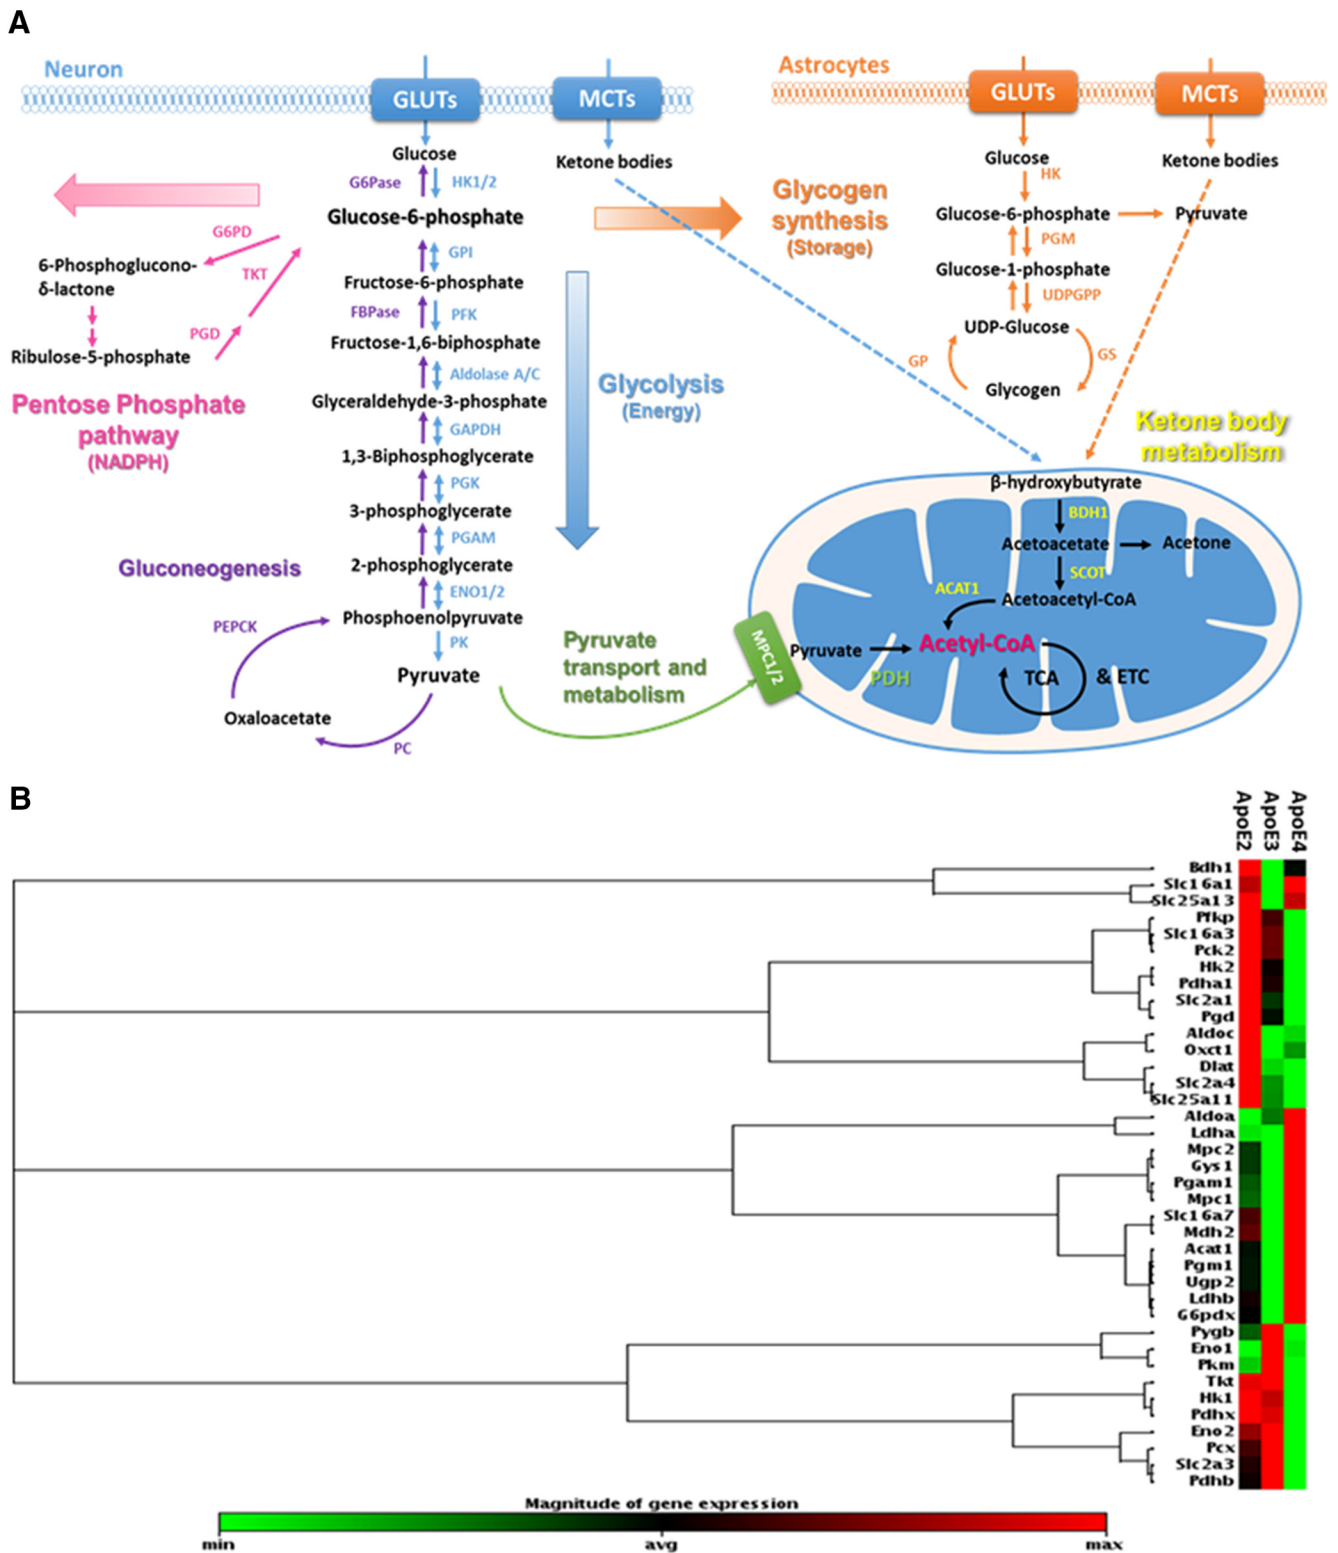 A
Neuron
GLUTs
MCTs
Astrocytes
GLUTs
MCTs
Glucose
Ketone bodies
G6Pase
HK1/2
Glucose-6-phosphate
GPI
Fructose-6-phosphate
FBPase
PFK
Fructose-1,6-biphosphate
Aldolase A/C
Glyceraldehyde-3-phosphate
GAPDH
1,3-Biphosphoglycerate
PGK
3-phosphoglycerate
PGAM
2-phosphoglycerate
ENO1/2
Phosphoenolpyruvate
PK
Pyruvate
G6PD
6-Phosphoglucono-
δ-lactone
TKT
PGD
Ribulose-5-phosphate
Pentose Phosphate
pathway
(NADPH)
Gluconeogenesis
PEPCK
Oxaloacetate
PC
Glycolysis
(Energy)
Pyruvate
transport and
metabolism
Glycogen
synthesis
(Storage)
Glucose
Ketone bodies
HK
Glucose-6-phosphate
Pyruvate
PGM
Glucose-1-phosphate
UDPGPP
UDP-Glucose
GP
GS
Glycogen
Ketone body
metabolism
β-hydroxybutyrate
BDH1
Acetoacetate
Acetone
SCOT
ACAT1
Acetoacetyl-CoA
MPC1/2
Pyruvate
Acetyl-CoA
PDH
TCA
& ETC
B
ApoE2
ApoE3
ApoE4
Bdh1
Slc16a1
Slc25a13
Pfkp
Slc16a3
Pck2
Hk2
Pdha1
Slc2a1
Pgd
Aldoc
Oxct1
Dlat
Slc2a4
Slc25a11
Aldoa
Ldha
Mpc2
Gys1
Pgam1
Mpc1
Slc16a7
Mdh2
Acat1
Pgm1
Ugp2
Ldhb
G6pdx
Pygb
Eno1
Pkm
Tkt
Hk1
Pdhx
Eno2
Pcx
Slc2a3
Pdhb
Magnitude of gene expression
min
avg
max